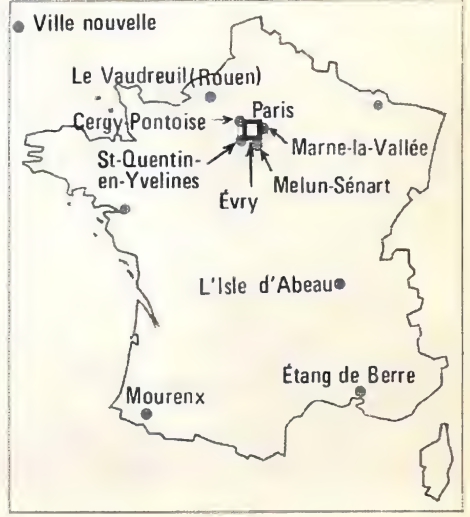 Ville nouvelle
Le Vaudreuil (Rouen)
Cergy-Pontoise
Paris
Marne-la-Vallée
St-Quentin-
en-Yvelines
Melun-Sénart
Évry
L'Isle d'Abeau
Étang de Berre
Mourenx